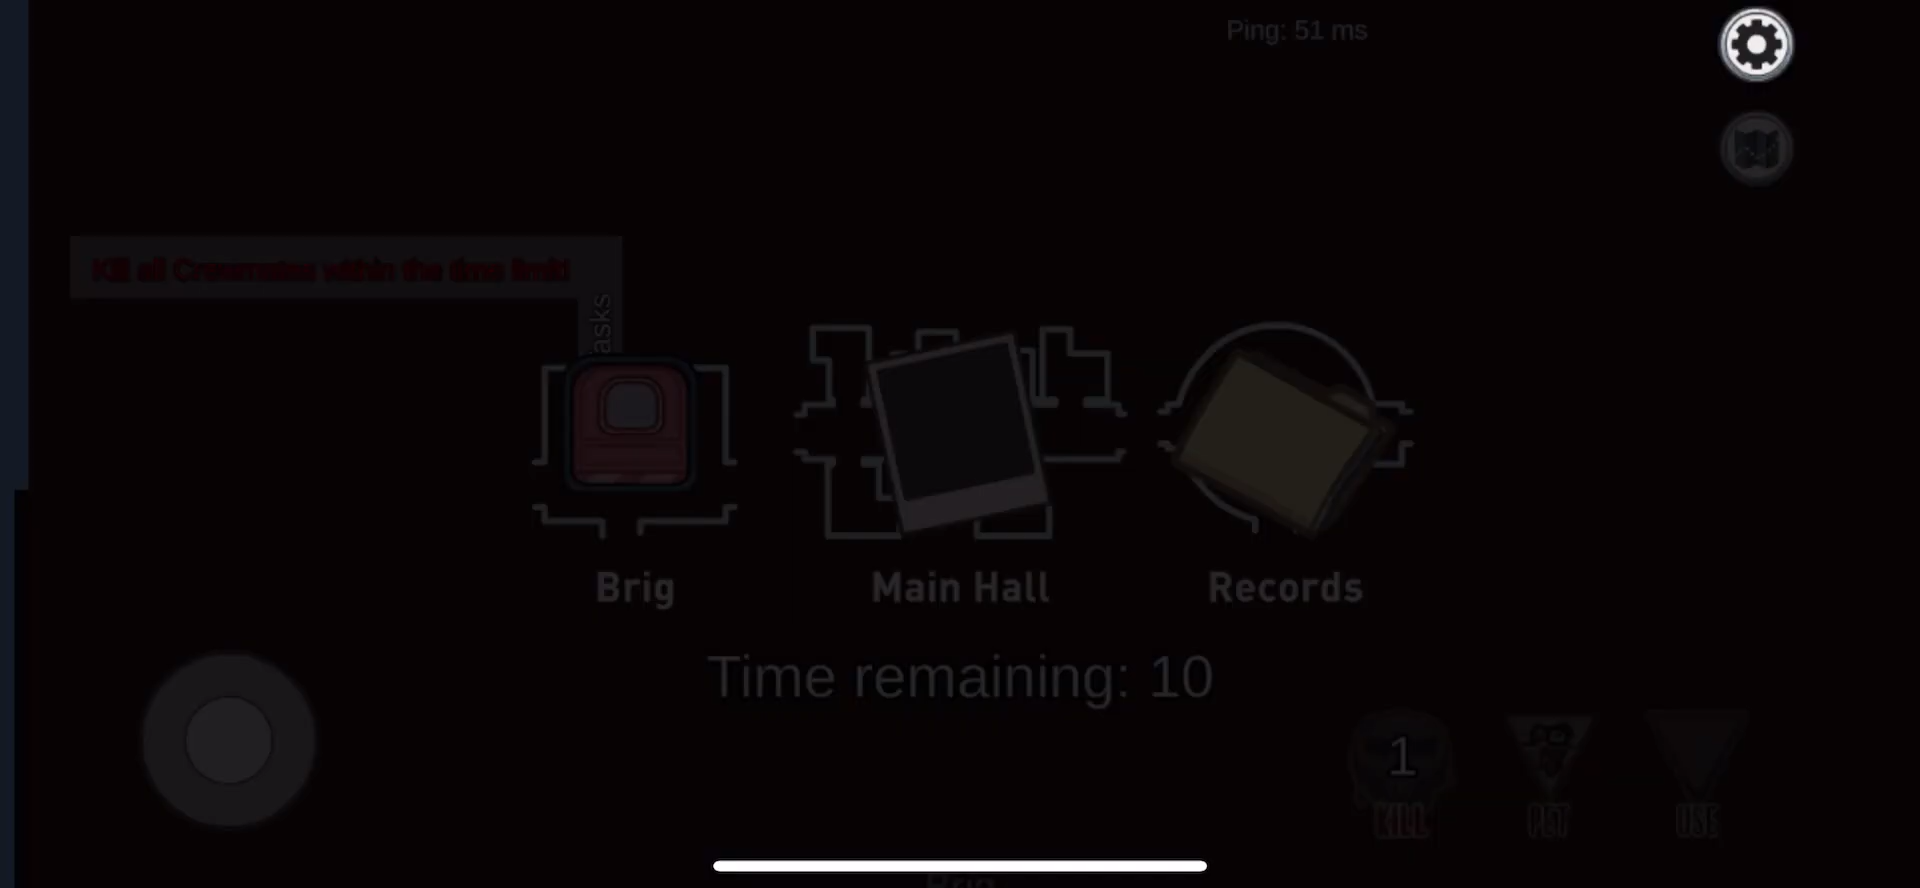 Ping: 51 ms
Kill all Crewmates within the time limit!
asks
Brig
Main Hall
Records
Time remaining: 10
1
KILL
PET
USE
Brig